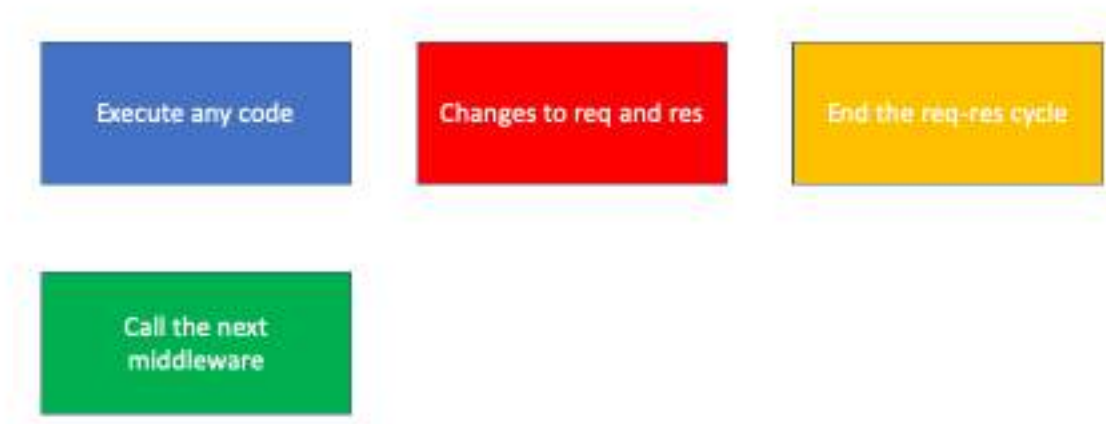 Execute any code
Changes to req and res
End the req-res cycle
Call the next
middleware